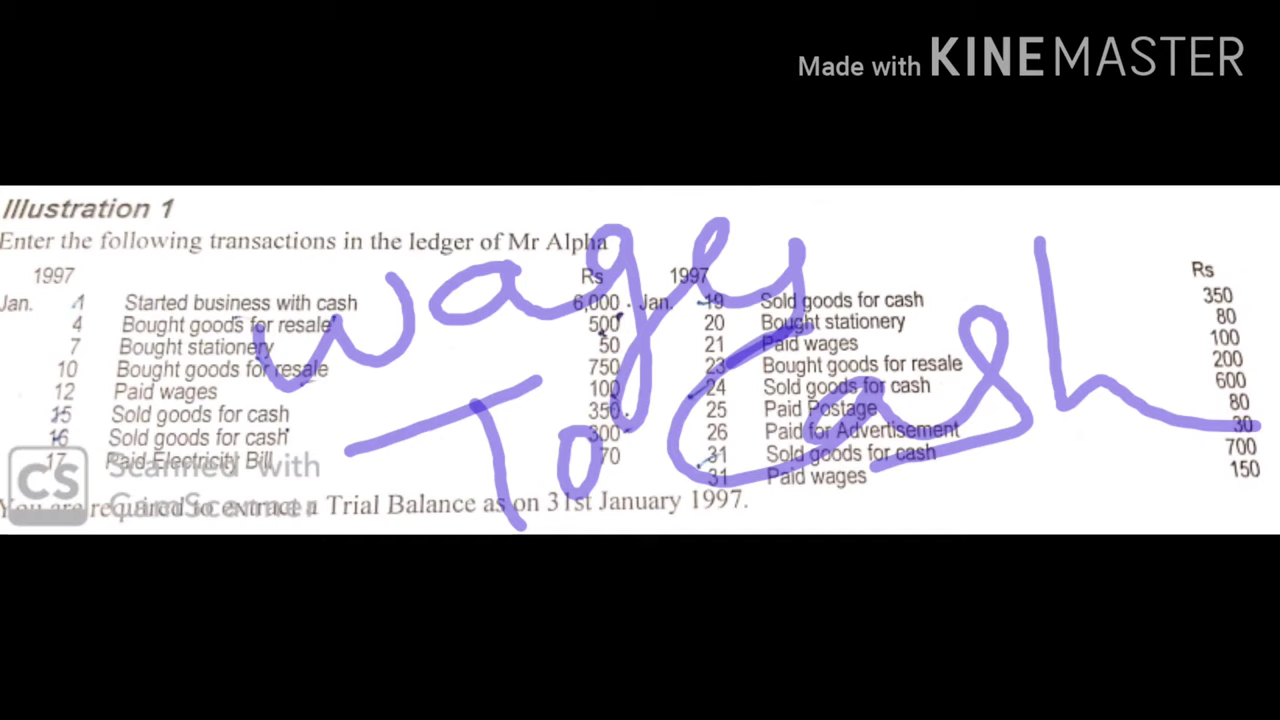 Made with KINEMASTER
Illustration 1
Enter the following transactions in the ledger of Mr Alpha
1997 Rs
Jan. 1 Started business with cash 6,000
4 Bought goods for resale 500
7 Bought stationery 50
10 Bought goods for resale 750
12 Paid wages 100
15 Sold goods for cash 350
16 Sold goods for cash 300
17 Paid Electricity Bill 70
1997 Rs
Jan. 19 Sold goods for cash 350
20 Bought stationery 80
21 Paid wages 100
23 Bought goods for resale 200
24 Sold goods for cash 600
25 Paid Postage 80
26 Paid for Advertisement 30
31 Sold goods for cash 700
31 Paid wages 150
You are required to extract a Trial Balance as on 31st January 1997.
wages
To Cash
CS Scanned with
CamScanner